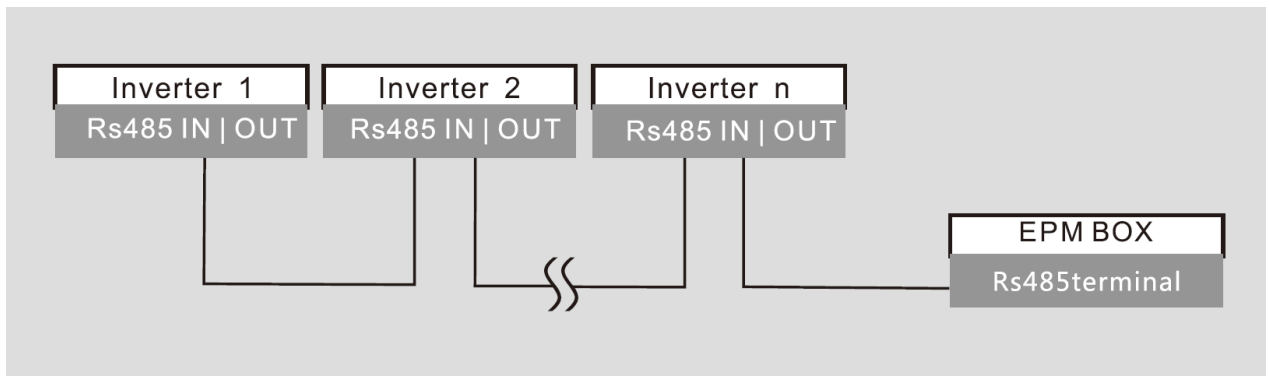 Inverter 1
Rs485 IN | OUT
Inverter 2
Rs485 IN | OUT
Inverter n
Rs485 IN | OUT
EPM BOX
Rs485terminal